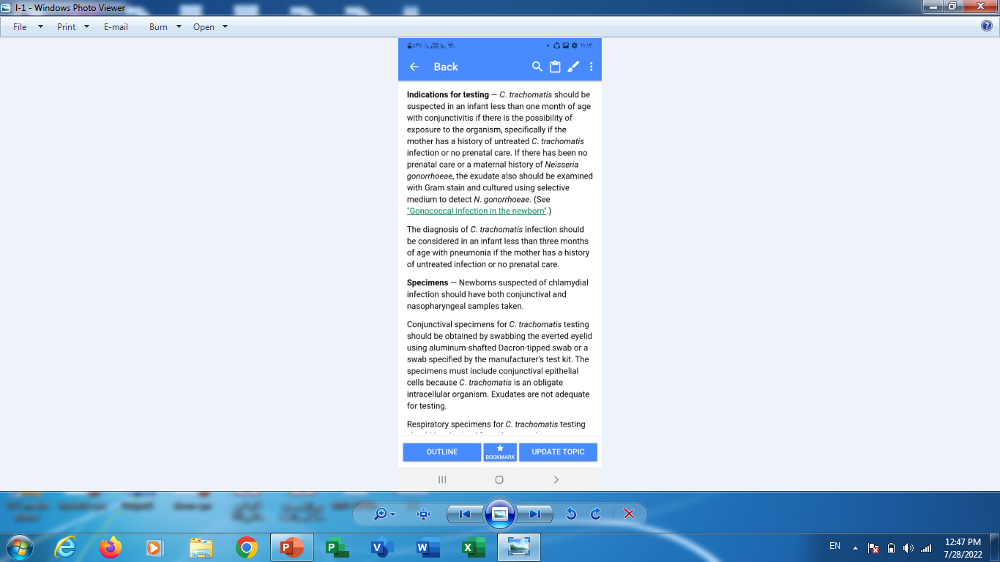 I-1 - Windows Photo Viewer
File Print E-mail Burn Open
Back
Indications for testing — C. trachomatis should be
suspected in an infant less than one month of age
with conjunctivitis if there is the possibility of
exposure to the organism, specifically if the
mother has a history of untreated C. trachomatis
infection or no prenatal care. If there has been no
prenatal care or a maternal history of Neisseria
gonorrhoeae, the exudate also should be examined
with Gram stain and cultured using selective
medium to detect N. gonorrhoeae. (See
"Gonococcal infection in the newborn".)
The diagnosis of C. trachomatis infection should
be considered in an infant less than three months
of age with pneumonia if the mother has a history
of untreated infection or no prenatal care.
Specimens — Newborns suspected of chlamydial
infection should have both conjunctival and
nasopharyngeal samples taken.
Conjunctival specimens for C. trachomatis testing
should be obtained by swabbing the everted eyelid
using aluminum-shafted Dacron-tipped swab or a
swab specified by the manufacturer's test kit. The
specimens must include conjunctival epithelial
cells because C. trachomatis is an obligate
intracellular organism. Exudates are not adequate
for testing.
Respiratory specimens for C. trachomatis testing
OUTLINE BOOKMARK UPDATE TOPIC
EN 12:47 PM
7/28/2022